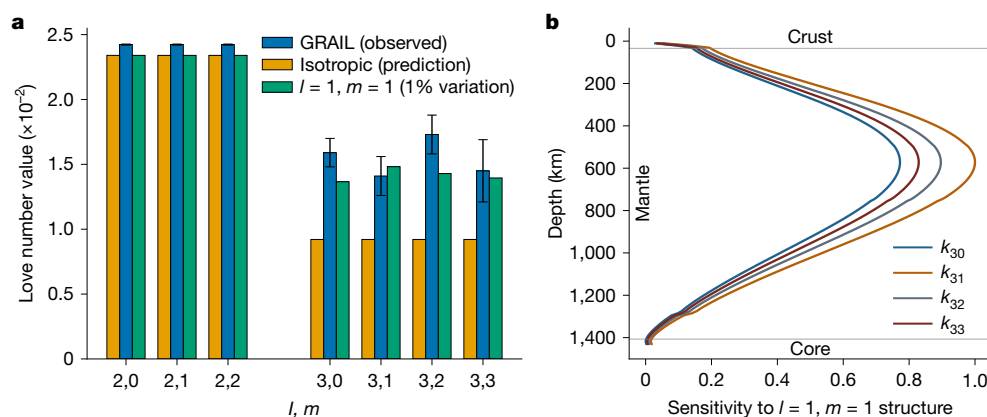 a
Love number value (×10−2)
2.5
2.0
1.5
1.0
0.5
0
GRAIL (observed)
Isotropic (prediction)
l = 1, m = 1 (1% variation)
2,0
2,1
2,2
3,0
3,1
3,2
3,3
l, m
b
Depth (km)
0
200
400
600
800
1,000
1,200
1,400
Crust
Mantle
k30
k31
k32
k33
Core
0
0.2
0.4
0.6
0.8
1.0
Sensitivity to l = 1, m = 1 structure